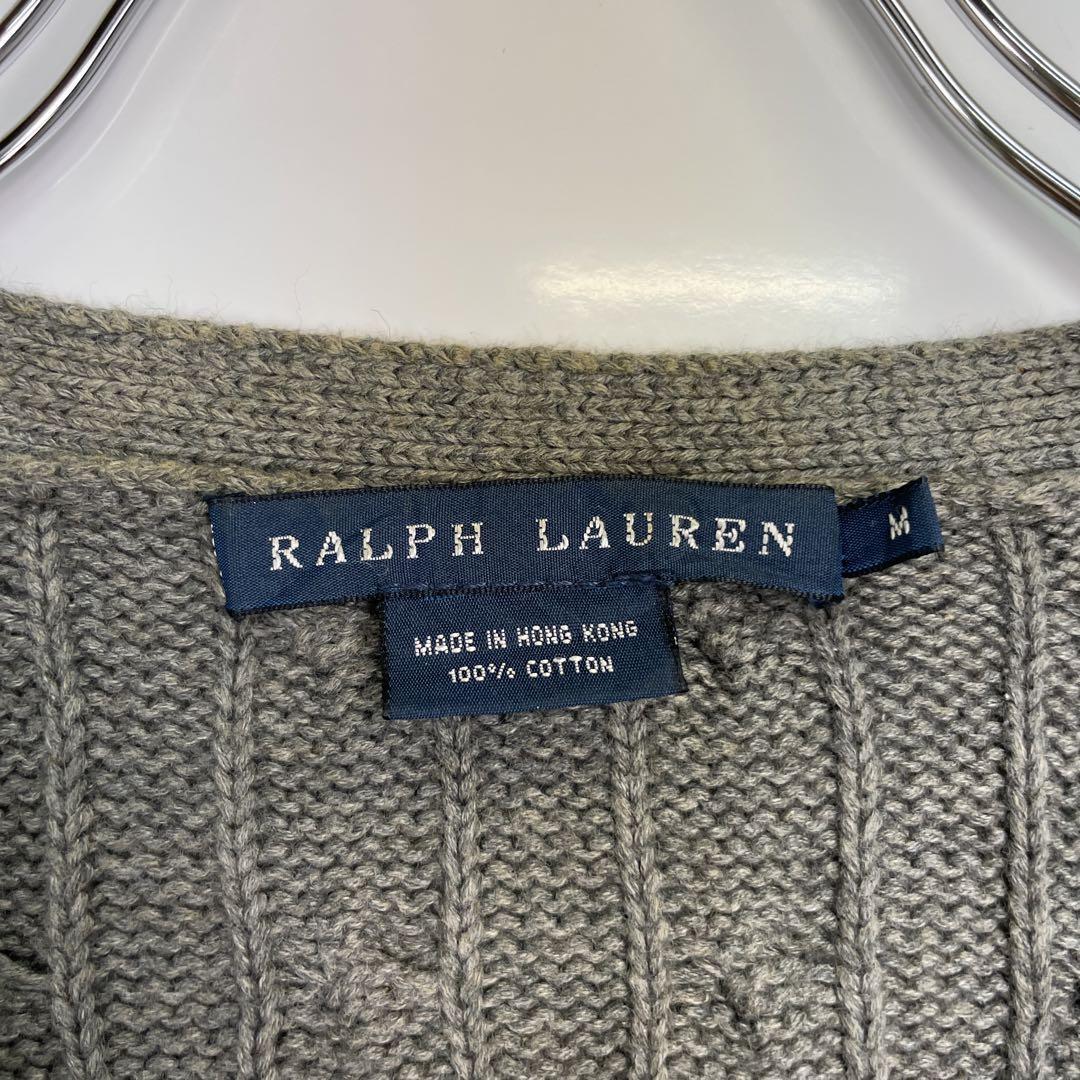 RALPH LAUREN
M
MADE IN HONG KONG
100% COTTON